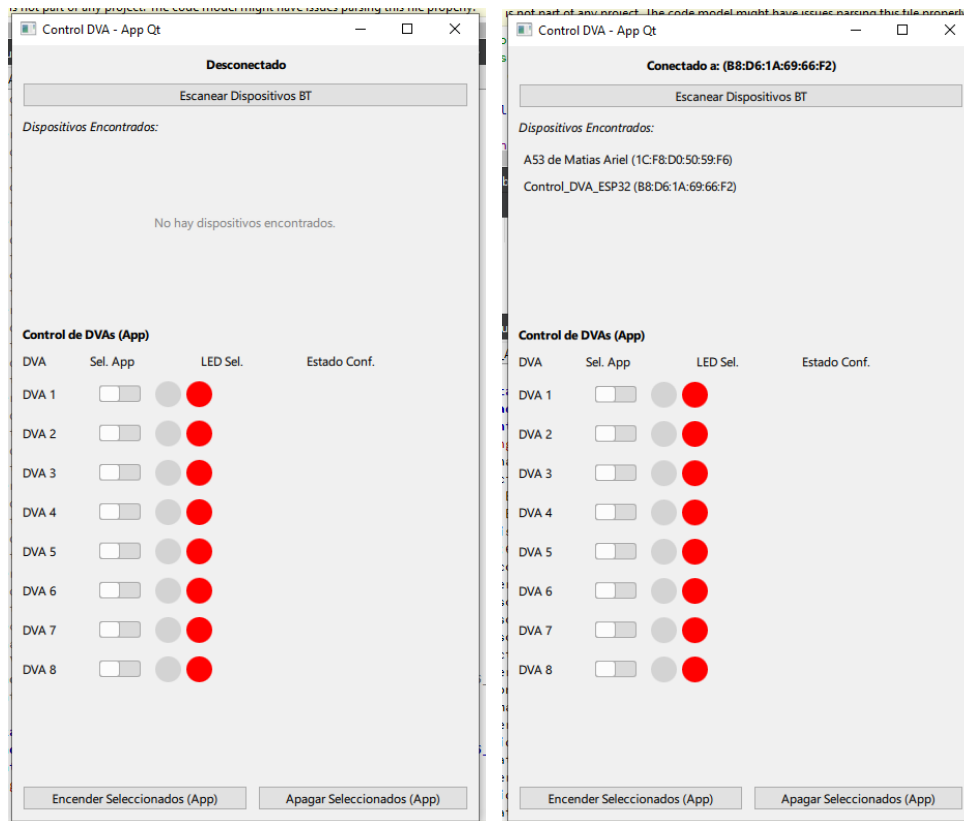 is not part of any project. The code model might have issues parsing this file properly.
Control DVA - App Qt
Desconectado
Escanear Dispositivos BT
Dispositivos Encontrados:
No hay dispositivos encontrados.
Control de DVAs (App)
DVA Sel. App LED Sel. Estado Conf.
DVA 1
DVA 2
DVA 3
DVA 4
DVA 5
DVA 6
DVA 7
DVA 8
Encender Seleccionados (App) Apagar Seleccionados (App)
is not part of any project. The code model might have issues parsing this file properly
Control DVA - App Qt
Conectado a: (B8:D6:1A:69:66:F2)
Escanear Dispositivos BT
Dispositivos Encontrados:
A53 de Matias Ariel (1C:F8:D0:50:59:F6)
Control_DVA_ESP32 (B8:D6:1A:69:66:F2)
Control de DVAs (App)
DVA Sel. App LED Sel. Estado Conf.
DVA 1
DVA 2
DVA 3
DVA 4
DVA 5
DVA 6
DVA 7
DVA 8
Encender Seleccionados (App) Apagar Seleccionados (App)